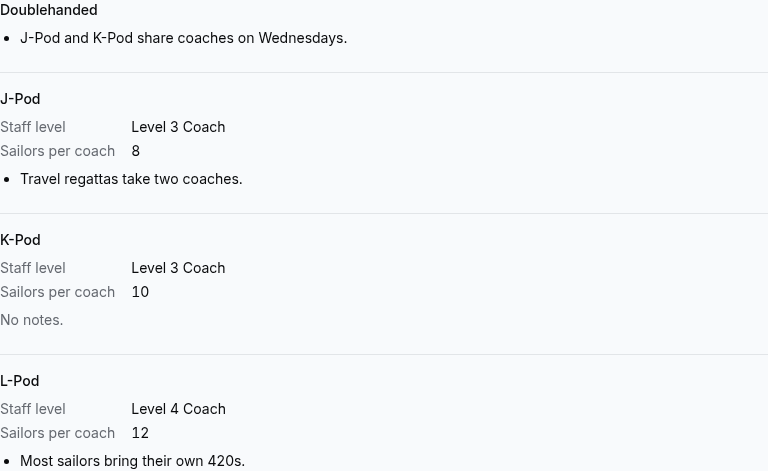 Doublehanded
• J-Pod and K-Pod share coaches on Wednesdays.
J-Pod
Staff level Level 3 Coach
Sailors per coach 8
• Travel regattas take two coaches.
K-Pod
Staff level Level 3 Coach
Sailors per coach 10
No notes.
L-Pod
Staff level Level 4 Coach
Sailors per coach 12
• Most sailors bring their own 420s.